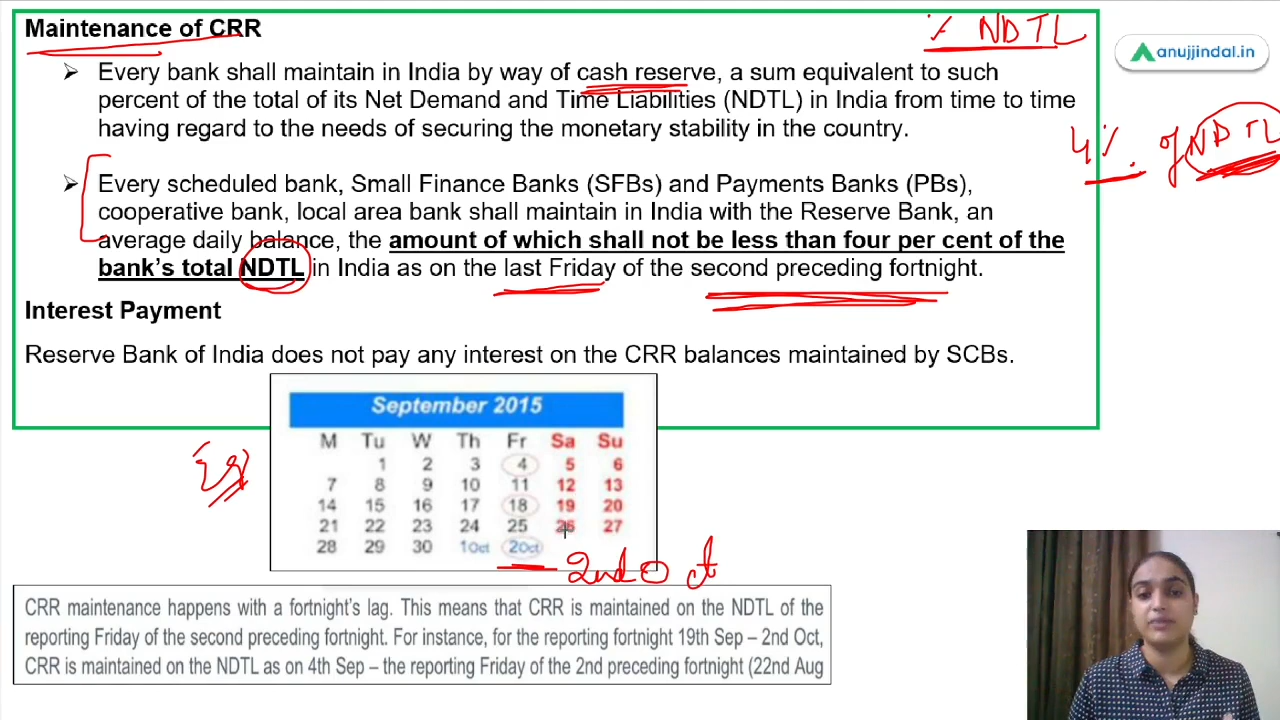 Maintenance of CRR
% NDTL
anujjindal.in
➢ Every bank shall maintain in India by way of cash reserve, a sum equivalent to such
percent of the total of its Net Demand and Time Liabilities (NDTL) in India from time to time
having regard to the needs of securing the monetary stability in the country.
4% of NDTL
➢ Every scheduled bank, Small Finance Banks (SFBs) and Payments Banks (PBs),
cooperative bank, local area bank shall maintain in India with the Reserve Bank, an
average daily balance, the amount of which shall not be less than four per cent of the
bank's total NDTL in India as on the last Friday of the second preceding fortnight.
Interest Payment
Reserve Bank of India does not pay any interest on the CRR balances maintained by SCBs.
September 2015
M Tu W Th Fr Sa Su
1 2 3 4 5 6
7 8 9 10 11 12 13
14 15 16 17 18 19 20
21 22 23 24 25 26 27
28 29 30 1Oct 2Oct
Eg
2nd Oct
CRR maintenance happens with a fortnight's lag. This means that CRR is maintained on the NDTL of the
reporting Friday of the second preceding fortnight. For instance, for the reporting fortnight 19th Sep – 2nd Oct,
CRR is maintained on the NDTL as on 4th Sep – the reporting Friday of the 2nd preceding fortnight (22nd Aug